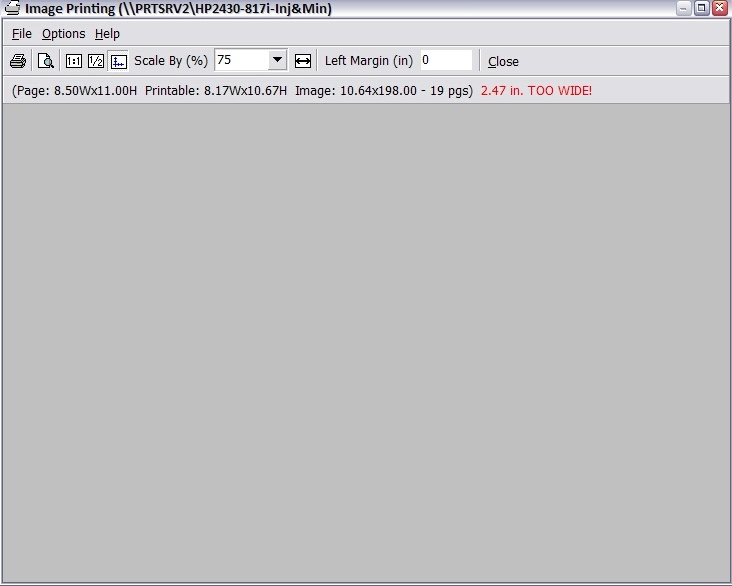 Image Printing (\\PRTSRV2\HP2430-817i-Inj&Min)
File Options Help
1:1 1/2 Scale By (%) 75 Left Margin (in) 0 Close
(Page: 8.50Wx11.00H Printable: 8.17Wx10.67H Image: 10.64x198.00 - 19 pgs) 2.47 in. TOO WIDE!